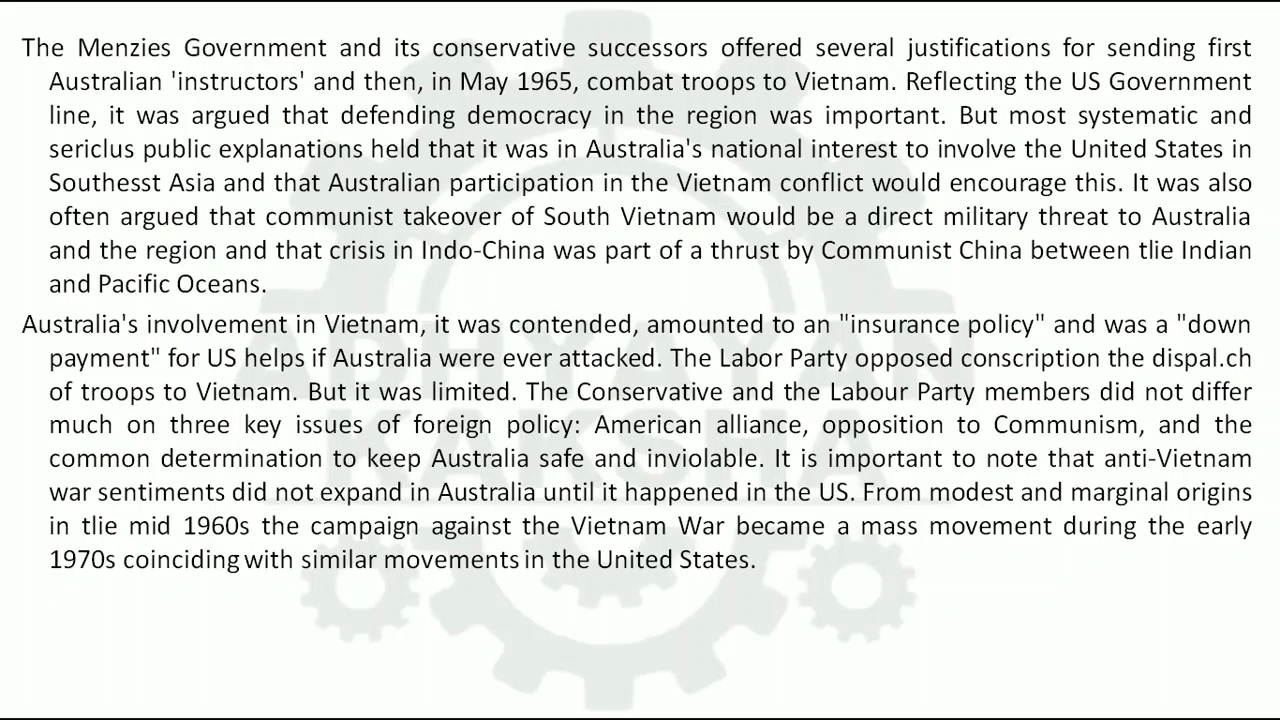 The Menzies Government and its conservative successors offered several justifications for sending first
Australian 'instructors' and then, in May 1965, combat troops to Vietnam. Reflecting the US Government
line, it was argued that defending democracy in the region was important. But most systematic and
sericlus public explanations held that it was in Australia's national interest to involve the United States in
Southesst Asia and that Australian participation in the Vietnam conflict would encourage this. It was also
often argued that communist takeover of South Vietnam would be a direct military threat to Australia
and the region and that crisis in Indo-China was part of a thrust by Communist China between tlie Indian
and Pacific Oceans.
Australia's involvement in Vietnam, it was contended, amounted to an "insurance policy" and was a "down
payment" for US helps if Australia were ever attacked. The Labor Party opposed conscription the dispal.ch
of troops to Vietnam. But it was limited. The Conservative and the Labour Party members did not differ
much on three key issues of foreign policy: American alliance, opposition to Communism, and the
common determination to keep Australia safe and inviolable. It is important to note that anti-Vietnam
war sentiments did not expand in Australia until it happened in the US. From modest and marginal origins
in tlie mid 1960s the campaign against the Vietnam War became a mass movement during the early
1970s coinciding with similar movements in the United States.
ADHYAYAN
KAKSHA